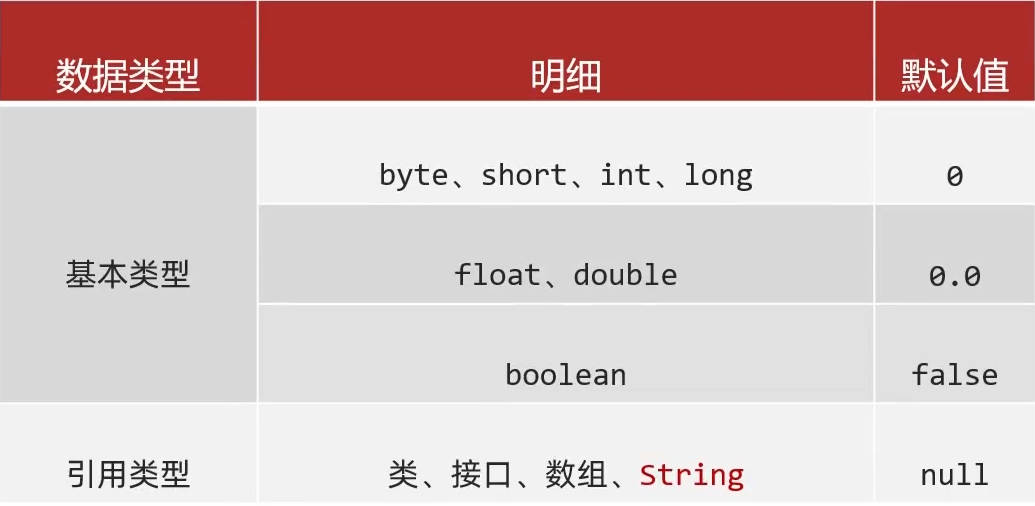 数据类型 明细 默认值
byte、short、int、long 0
基本类型 float、double 0.0
boolean false
引用类型 类、接口、数组、String null